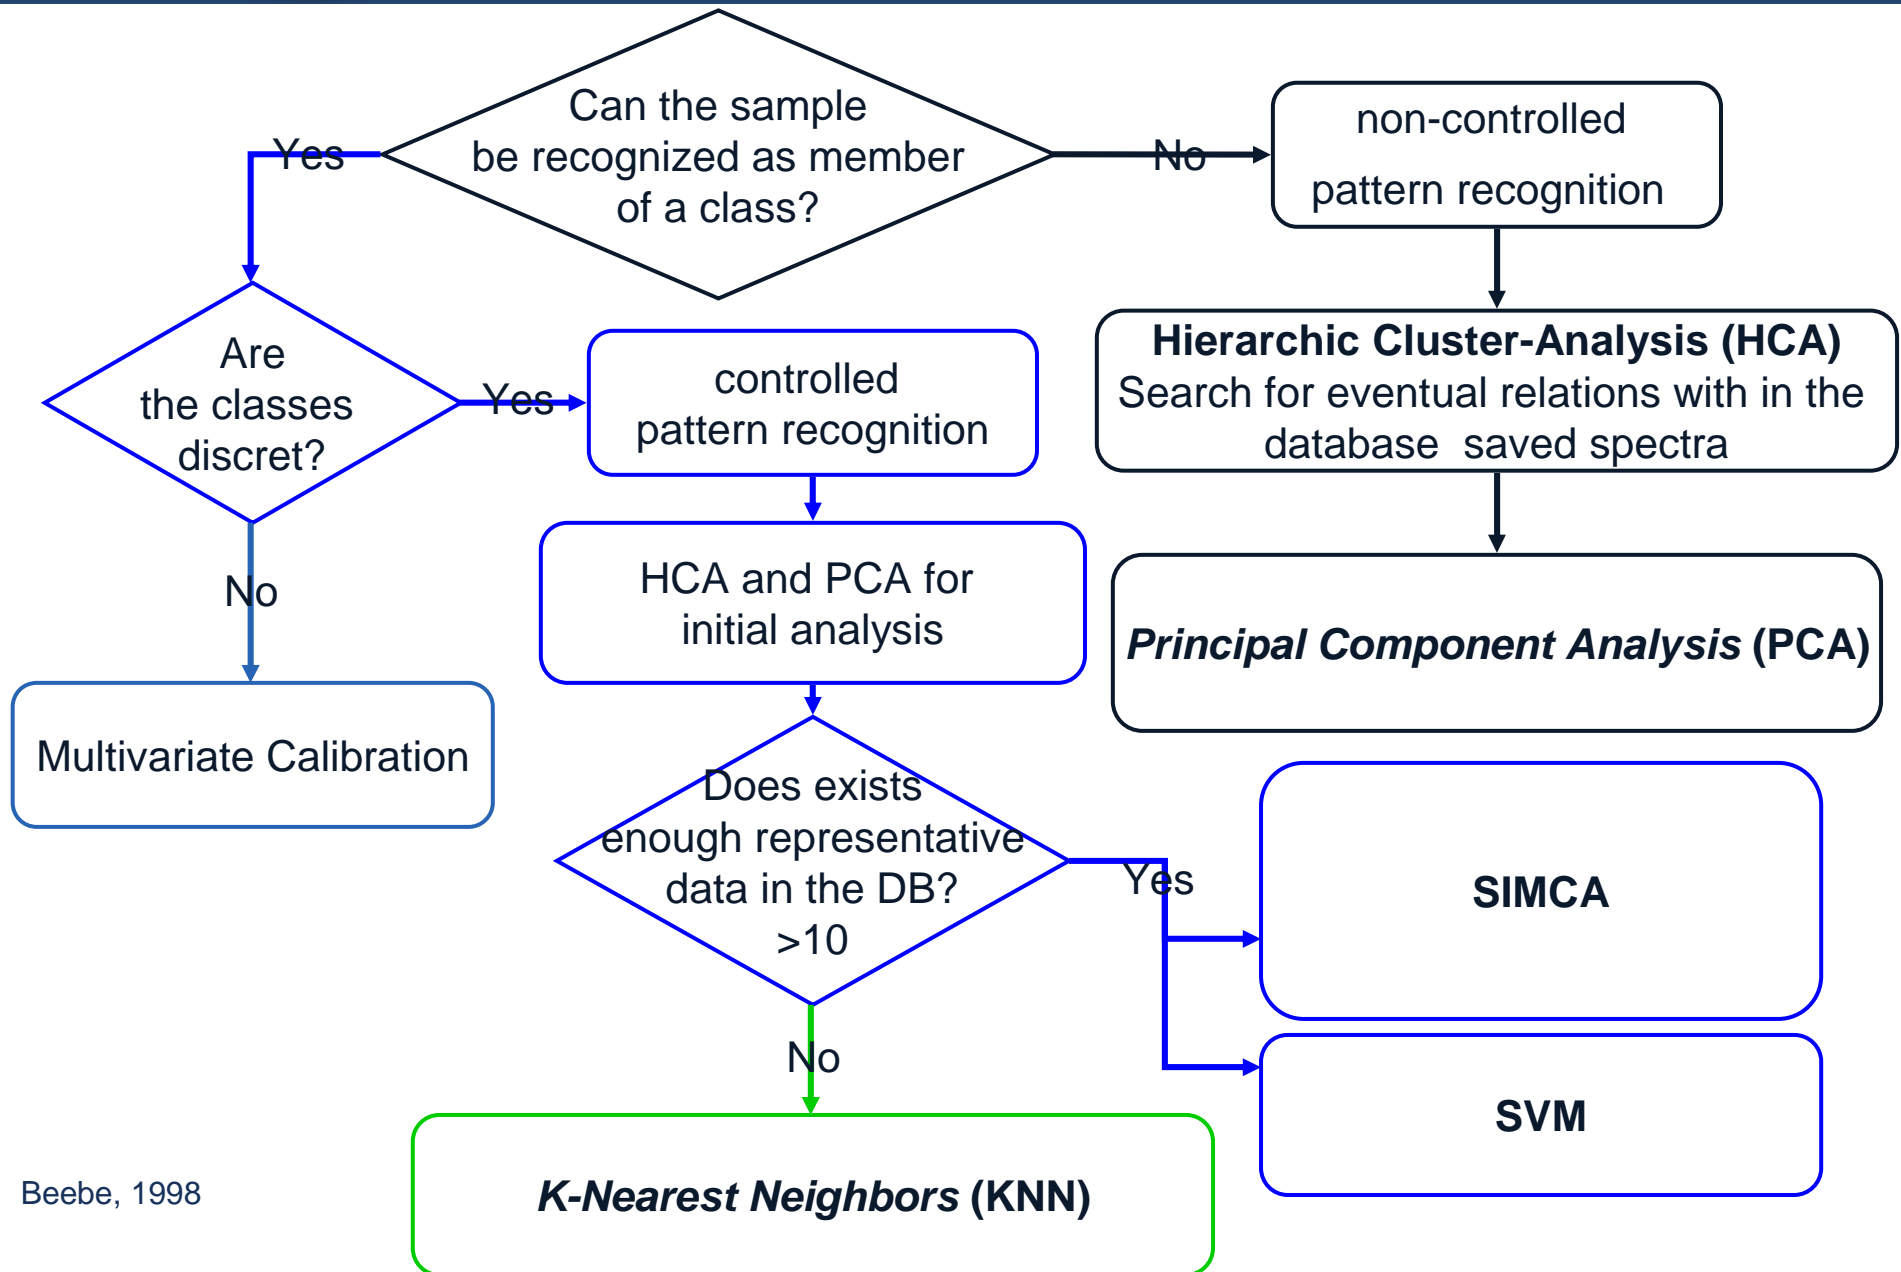 Can the sample
be recognized as member
of a class?
Yes
No
non-controlled
pattern recognition
Are
the classes
discret?
Yes
controlled
pattern recognition
Hierarchic Cluster-Analysis (HCA)
Search for eventual relations with in the
database  saved spectra
No
HCA and PCA for
initial analysis
Principal Component Analysis (PCA)
Multivariate Calibration
Does exists
enough representative
data in the DB?
>10
Yes
SIMCA
No
SVM
K-Nearest Neighbors (KNN)
Beebe, 1998